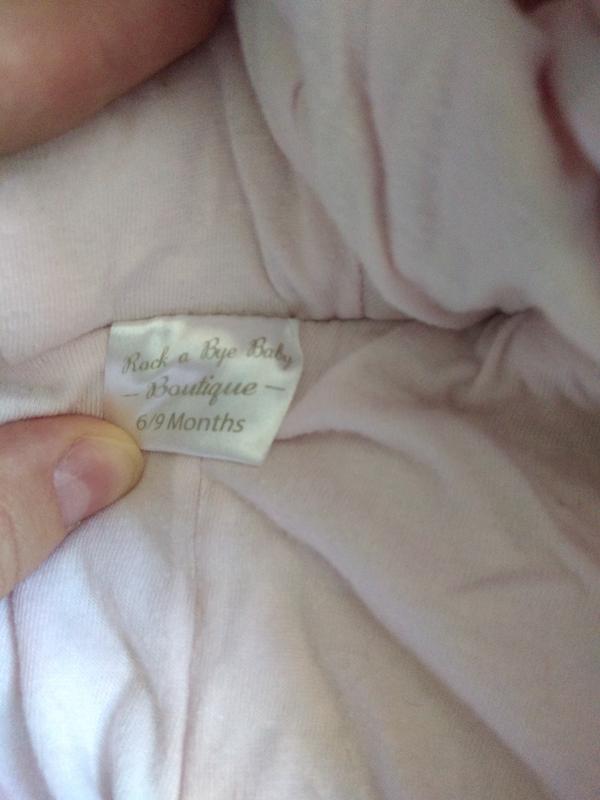 Rock a Bye Baby
– Boutique –
6/9 Months